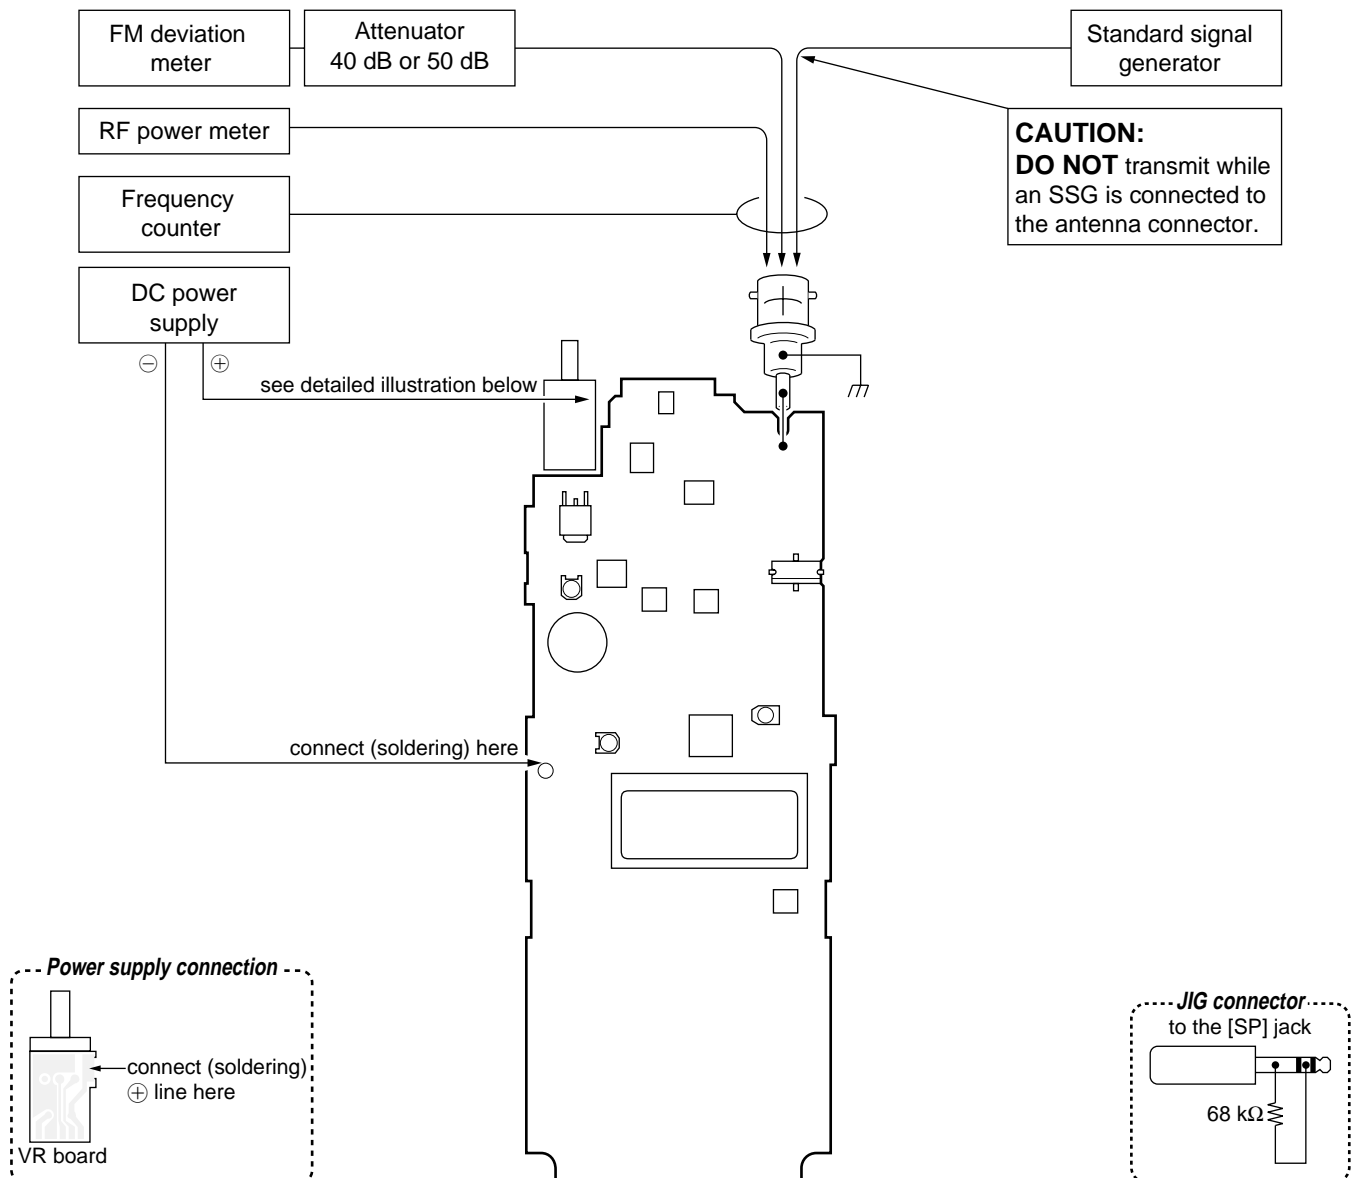 FM deviation
meter
Attenuator
40 dB or 50 dB
Standard signal
generator
RF power meter
CAUTION:
DO NOT transmit while
an SSG is connected to
the antenna connector.
Frequency
counter
DC power
supply
⊖
⊕
see detailed illustration below
connect (soldering) here
Power supply connection
connect (soldering)
⊕ line here
VR board
JIG connector
to the [SP] jack
68 kΩ